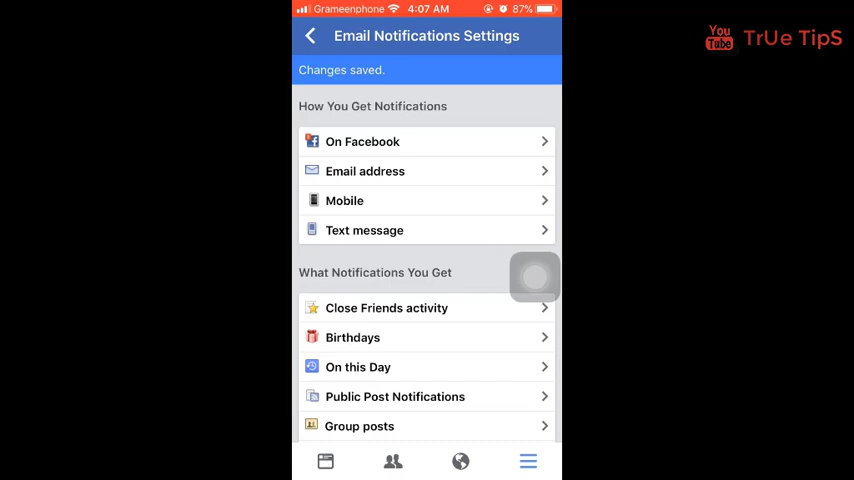 Grameenphone 4:07 AM 87%
You Tube TrUe TipS
Email Notifications Settings
Changes saved.
How You Get Notifications
On Facebook
Email address
Mobile
Text message
What Notifications You Get
Close Friends activity
Birthdays
On this Day
Public Post Notifications
Group posts